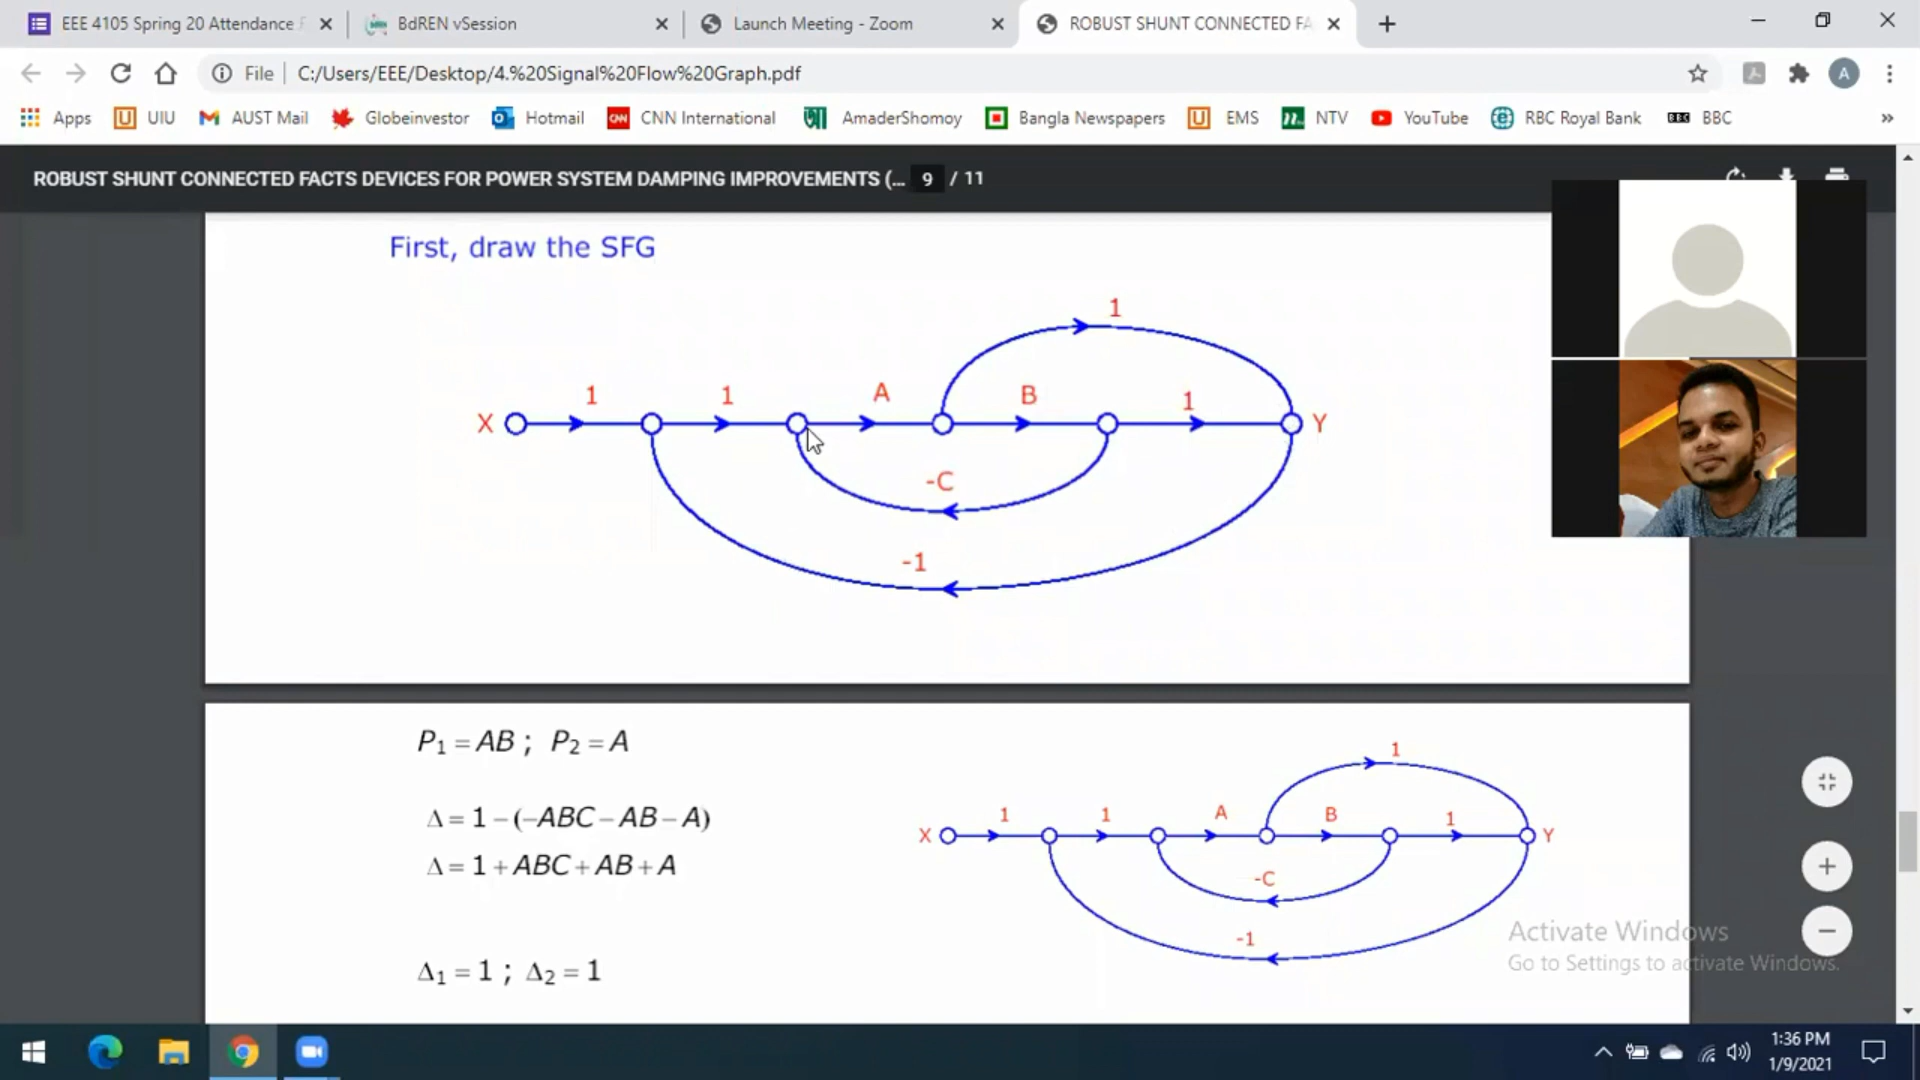 EEE 4105 Spring 20 Attendance F
BdREN vSession
Launch Meeting - Zoom
ROBUST SHUNT CONNECTED FA
File
C:/Users/EEE/Desktop/4.%20Signal%20Flow%20Graph.pdf
A
Apps
UIU
AUST Mail
Globeinvestor
Hotmail
CNN International
AmaderShomoy
Bangla Newspapers
EMS
NTV
YouTube
RBC Royal Bank
BBC
»
ROBUST SHUNT CONNECTED FACTS DEVICES FOR POWER SYSTEM DAMPING IMPROVEMENTS (... 9 / 11
First, draw the SFG
1
1 1 A B 1
X Y
-C
-1
P₁ = AB ; P₂ = A
Δ = 1 – (–ABC – AB – A)
Δ = 1 + ABC + AB + A
Δ₁ = 1 ; Δ₂ = 1
1
1 1 A B 1
X Y
-C
-1
Activate Windows
Go to Settings to activate Windows.
1:36 PM
1/9/2021